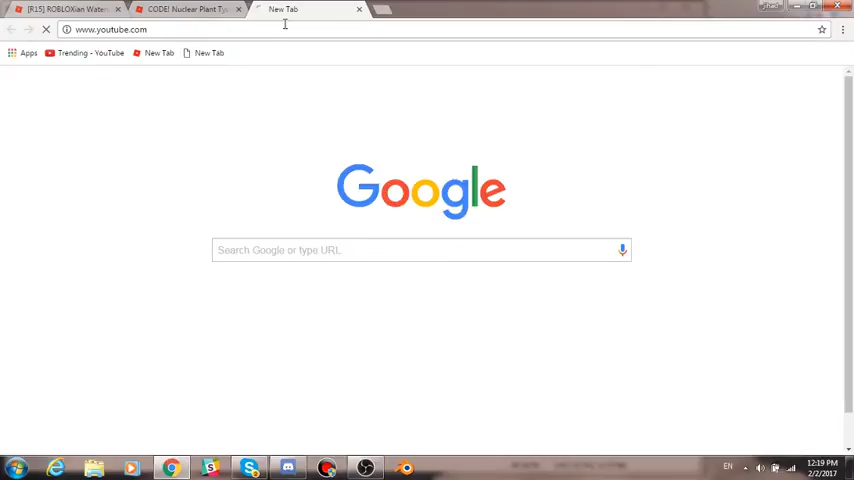 [R15] ROBLOXian Water
CODE! Nuclear Plant Ty
New Tab
jihad
www.youtube.com
Apps
Trending - YouTube
New Tab
New Tab
Google
Search Google or type URL
EN
12:19 PM
2/2/2017